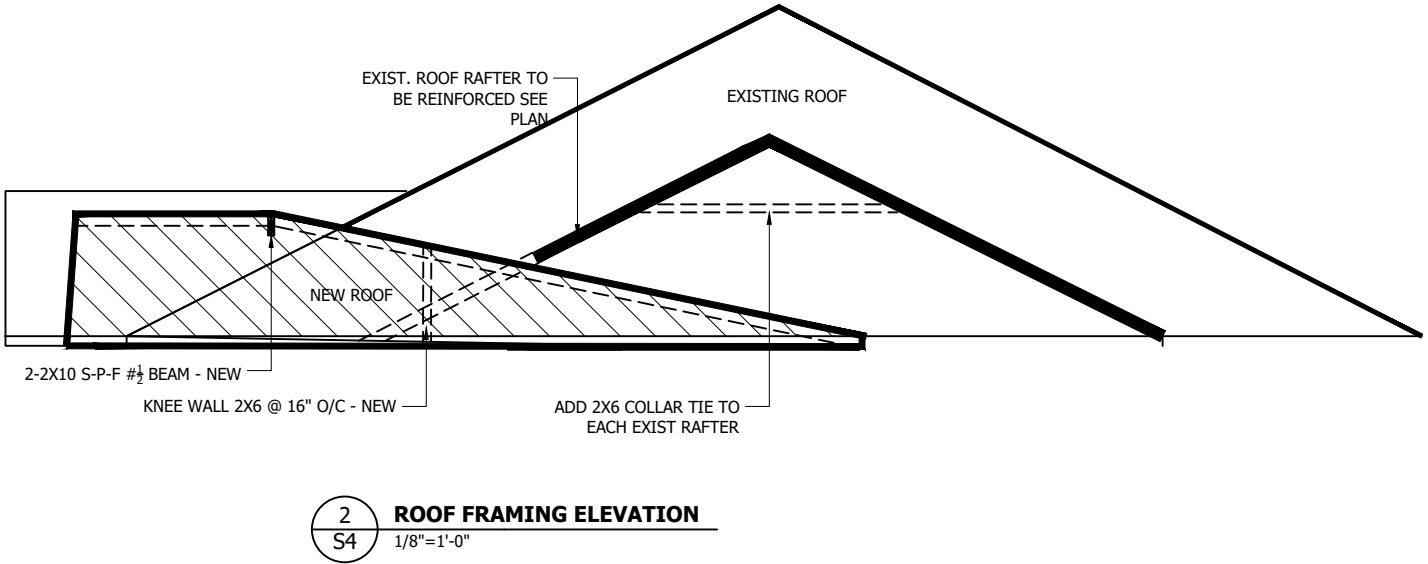 EXIST. ROOF RAFTER TO
BE REINFORCED SEE
PLAN
EXISTING ROOF
NEW ROOF
2-2X10 S-P-F #1/2 BEAM - NEW
KNEE WALL 2X6 @ 16" O/C - NEW
ADD 2X6 COLLAR TIE TO
EACH EXIST RAFTER
2
S4
ROOF FRAMING ELEVATION
1/8"=1'-0"